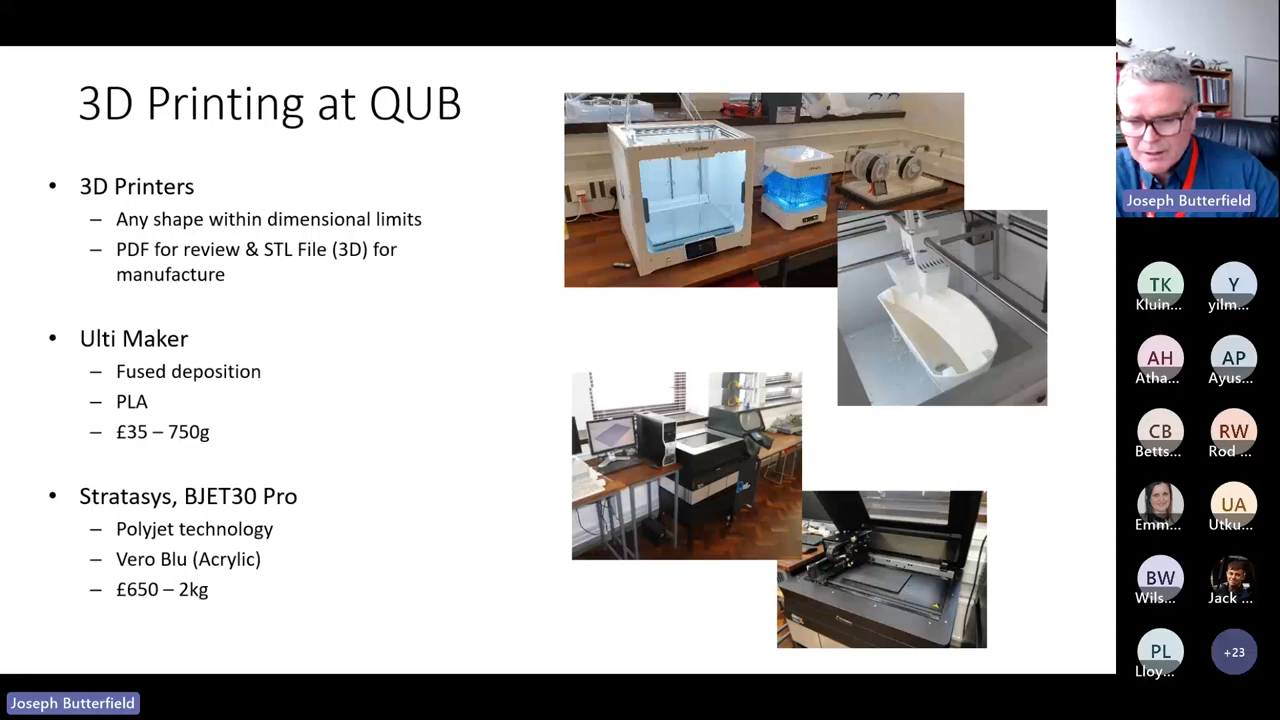 3D Printing at QUB
• 3D Printers
– Any shape within dimensional limits
– PDF for review & STL File (3D) for
manufacture
• Ulti Maker
– Fused deposition
– PLA
– £35 – 750g
• Stratasys, BJET30 Pro
– Polyjet technology
– Vero Blu (Acrylic)
– £650 – 2kg
Ultimaker
Joseph Butterfield
TK
Kluin...
Y
yilm...
AH
Atha...
AP
Ayus...
CB
Betts...
RW
Rod ...
Emm...
UA
Utku...
BW
Wils...
Jack ...
PL
Lloy...
+23
Joseph Butterfield